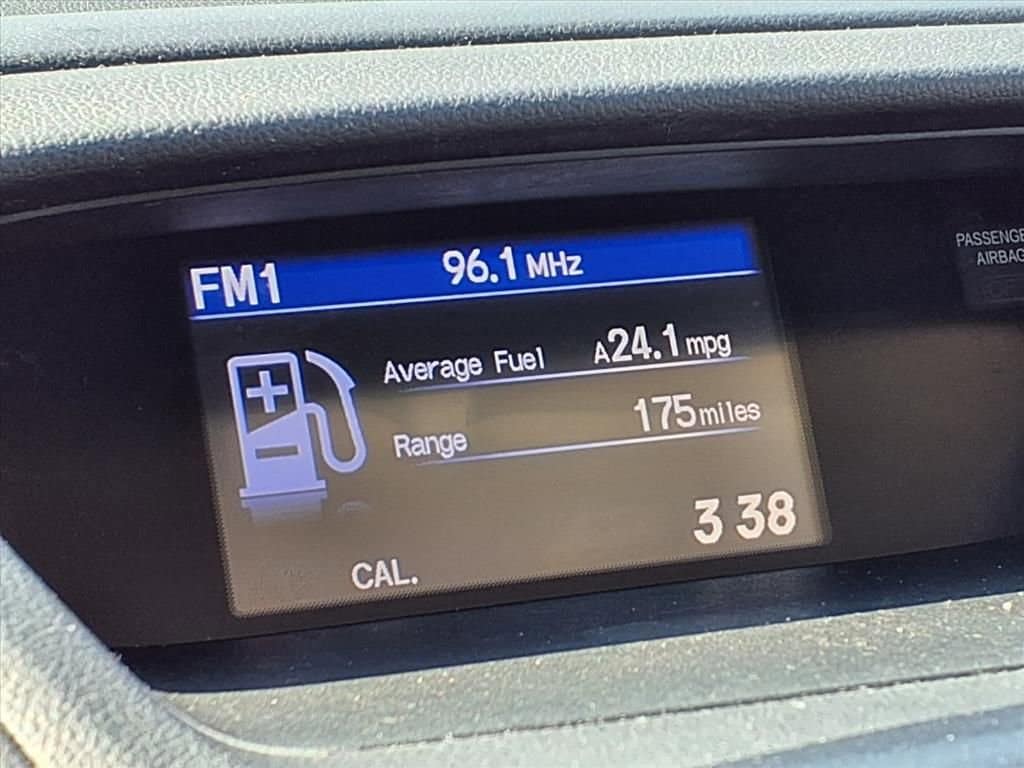 FM1 96.1 MHz
PASSENGE
AIRBAG
Average Fuel A24.1 mpg
Range 175 miles
3 38
CAL.